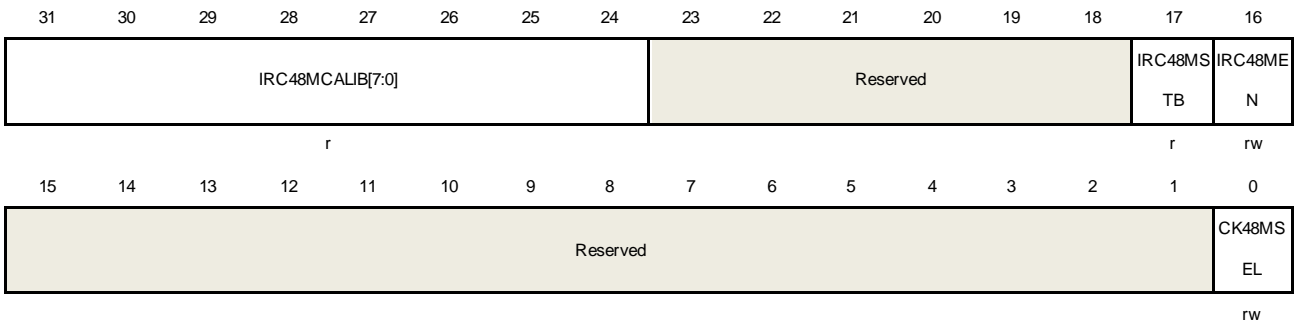 31 30 29 28 27 26 25 24 23 22 21 20 19 18 17 16
IRC48MCALIB[7:0] Reserved IRC48MS IRC48ME
TB N
r r rw
15 14 13 12 11 10 9 8 7 6 5 4 3 2 1 0
Reserved CK48MS
EL
rw